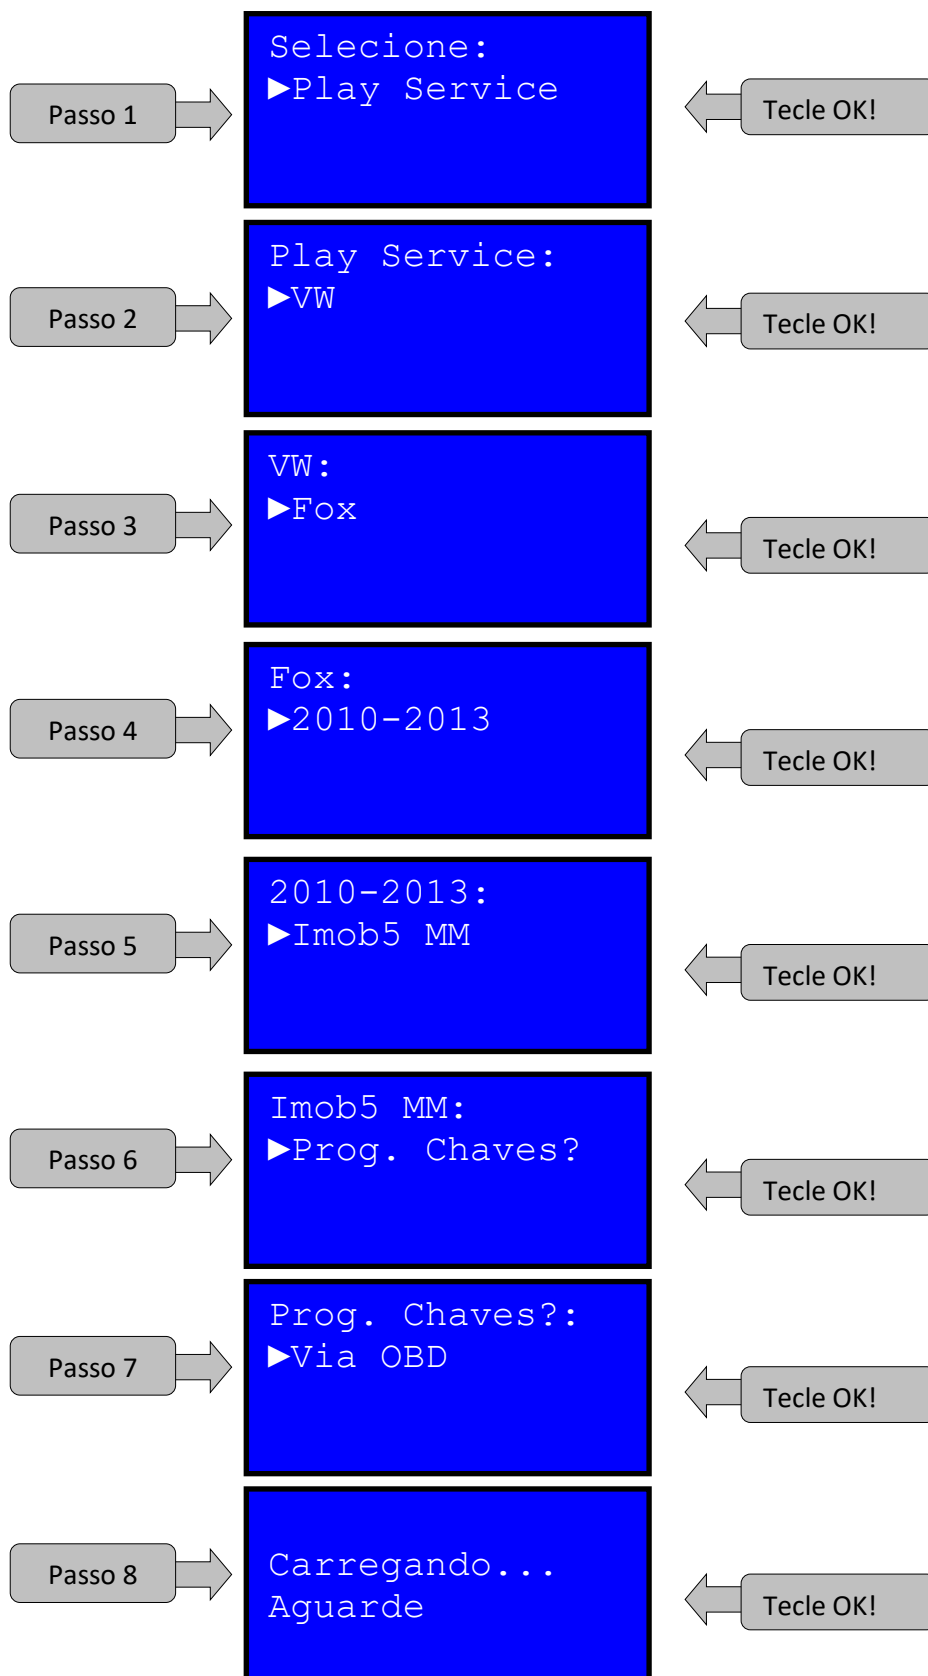 Passo 1
Selecione:
►Play Service
Tecle OK!
Passo 2
Play Service:
►VW
Tecle OK!
Passo 3
VW:
►Fox
Tecle OK!
Passo 4
Fox:
►2010-2013
Tecle OK!
Passo 5
2010-2013:
►Imob5 MM
Tecle OK!
Passo 6
Imob5 MM:
►Prog. Chaves?
Tecle OK!
Passo 7
Prog. Chaves?:
►Via OBD
Tecle OK!
Passo 8
Carregando...
Aguarde
Tecle OK!